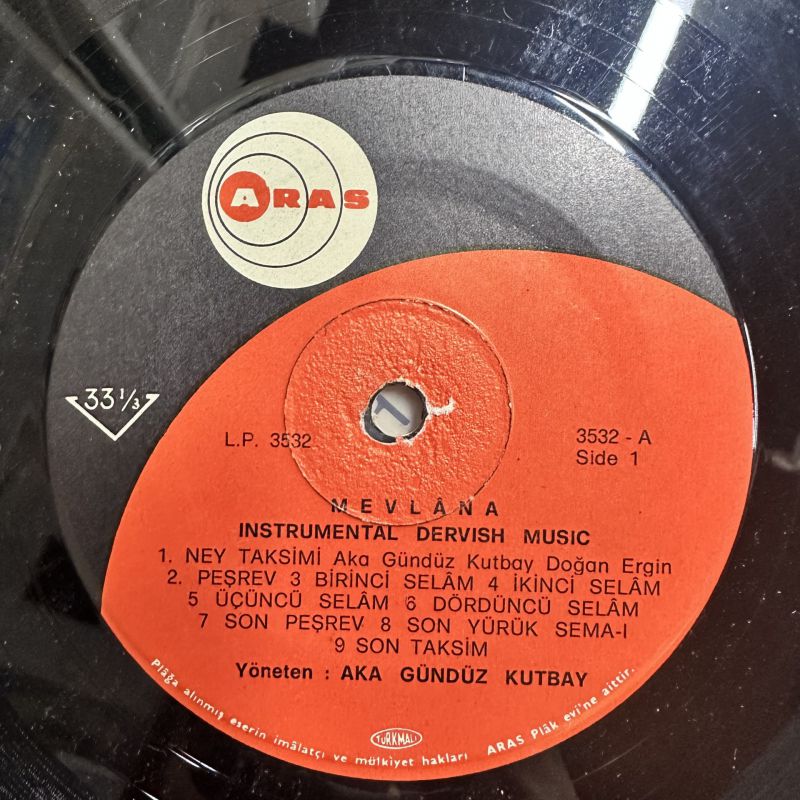 ARAS
33 1/3
L.P. 3532
3532 - A
Side 1
MEVLÂNA
INSTRUMENTAL DERVISH MUSIC
1. NEY TAKSİMİ Aka Gündüz Kutbay Doğan Ergin
2. PEŞREV 3 BİRİNCİ SELÂM 4 İKİNCİ SELÂM
5 ÜÇÜNCÜ SELÂM 6 DÖRDÜNCÜ SELÂM
7 SON PEŞREV 8 SON YÜRÜK SEMA-I
9 SON TAKSİM
Yöneten : AKA GÜNDÜZ KUTBAY
Plâğa alınmış eserin imâlatçı ve mülkiyet hakları ARAS Plâk evi'ne aittir.
TÜRKMALI